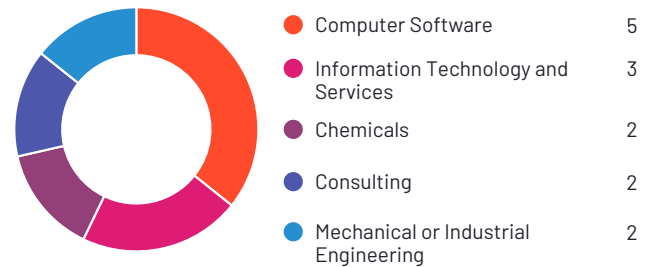 Computer Software 5
Information Technology and 3
Services
Chemicals 2
Consulting 2
Mechanical or Industrial 2
Engineering